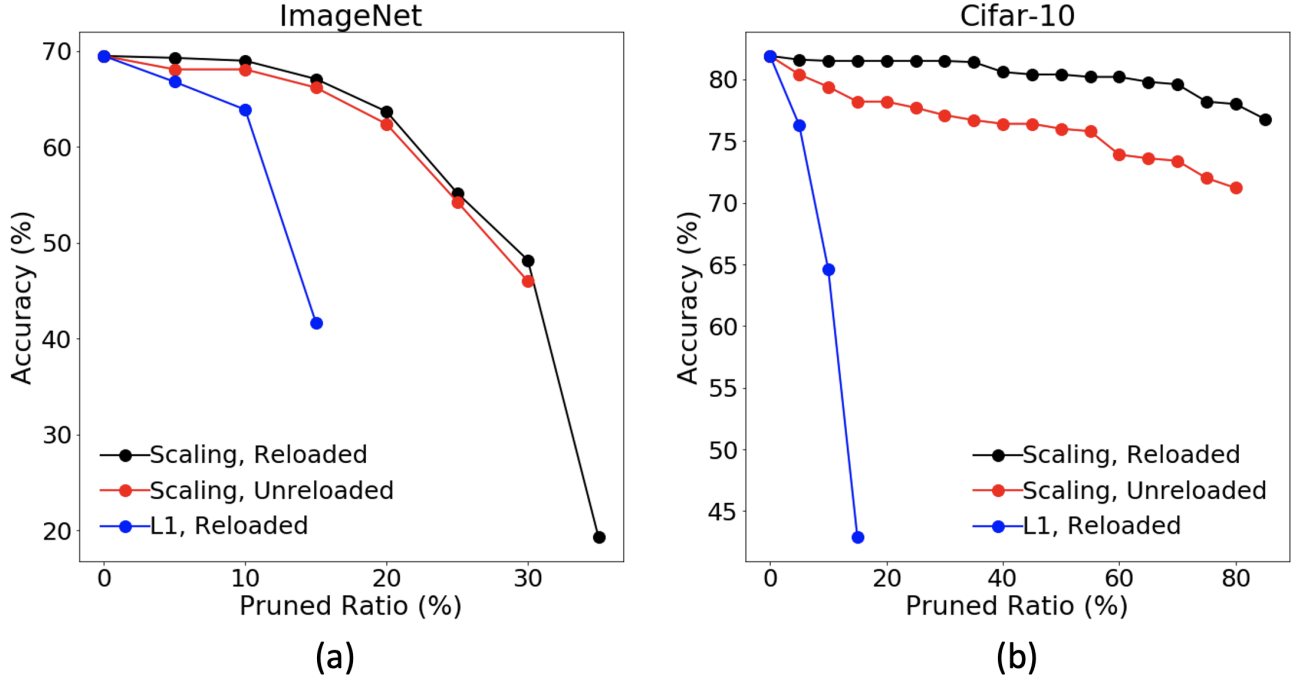 ImageNet
70
60
50
40
30
20
Accuracy (%)
Scaling, Reloaded
Scaling, Unreloaded
L1, Reloaded
0 10 20 30
Pruned Ratio (%)
(a)
Cifar-10
80
75
70
65
60
55
50
45
Accuracy (%)
Scaling, Reloaded
Scaling, Unreloaded
L1, Reloaded
0 20 40 60 80
Pruned Ratio (%)
(b)